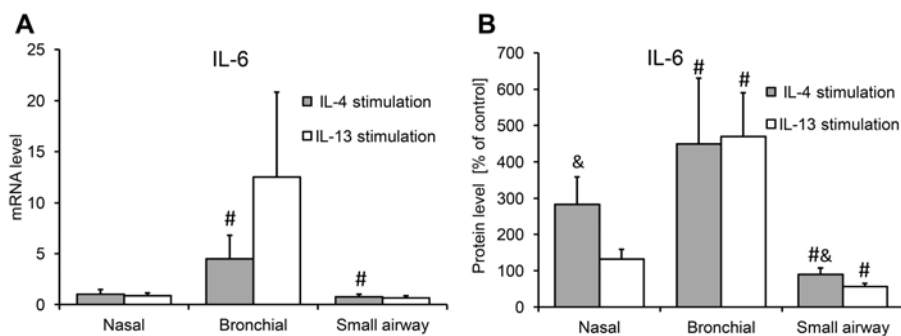 A
IL-6
mRNA level
25
20
15
10
5
0
IL-4 stimulation
IL-13 stimulation
#
#
Nasal
Bronchial
Small airway
B
IL-6
Protein level [% of control]
700
600
500
400
300
200
100
0
IL-4 stimulation
IL-13 stimulation
&
#
#
#&
#
Nasal
Bronchial
Small airway